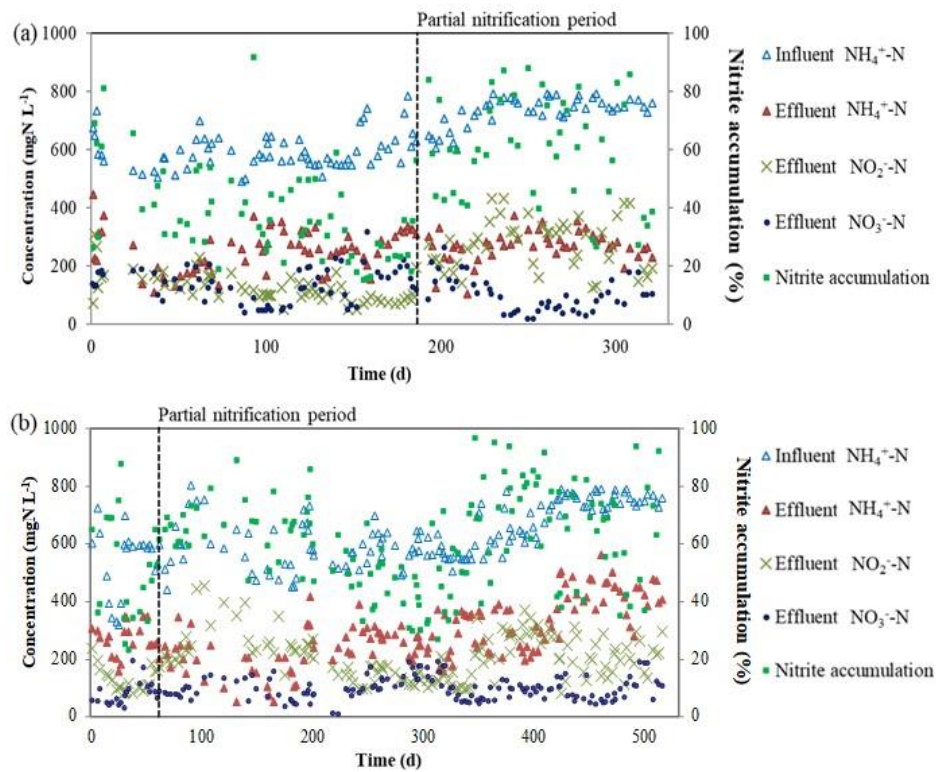 Partial nitrification period
(a)
1000
800
600
400
200
0
Concentration (mgN L-1)
100
80
60
40
20
0
Nitrite accumulation (%)
0 100 200 300
Time (d)
Influent NH4+-N
Effluent NH4+-N
Effluent NO2--N
Effluent NO3--N
Nitrite accumulation
Partial nitrification period
(b)
1000
800
600
400
200
0
Concentration (mgN L-1)
100
80
60
40
20
0
Nitrite accumulation (%)
0 100 200 300 400 500
Time (d)
Influent NH4+-N
Effluent NH4+-N
Effluent NO2--N
Effluent NO3--N
Nitrite accumulation